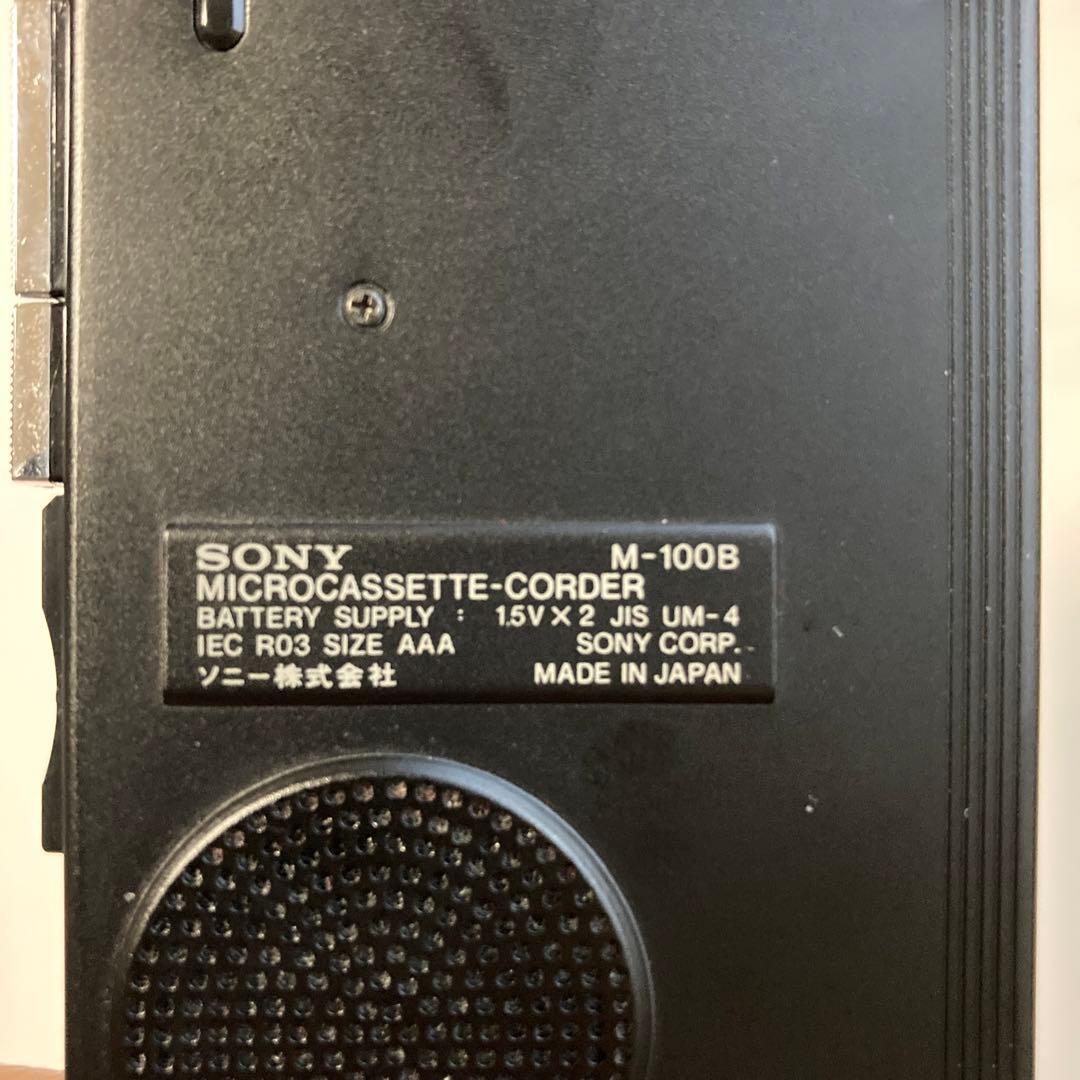 SONY M-100B
MICROCASSETTE-CORDER
BATTERY SUPPLY : 1.5V×2 JIS UM-4
IEC R03 SIZE AAA SONY CORP.
ソニー株式会社 MADE IN JAPAN